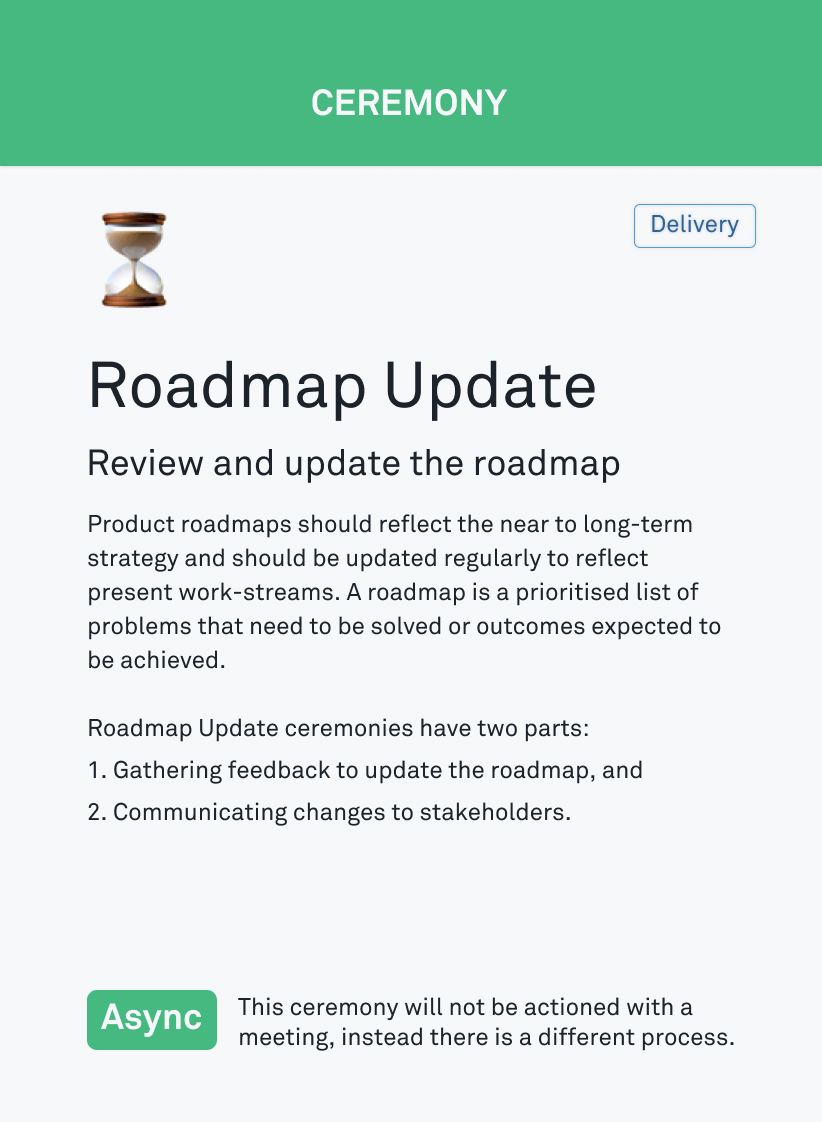 CEREMONY
Delivery
Roadmap Update
Review and update the roadmap
Product roadmaps should reflect the near to long-term
strategy and should be updated regularly to reflect
present work-streams. A roadmap is a prioritised list of
problems that need to be solved or outcomes expected to
be achieved.
Roadmap Update ceremonies have two parts:
1. Gathering feedback to update the roadmap, and
2. Communicating changes to stakeholders.
Async
This ceremony will not be actioned with a
meeting, instead there is a different process.